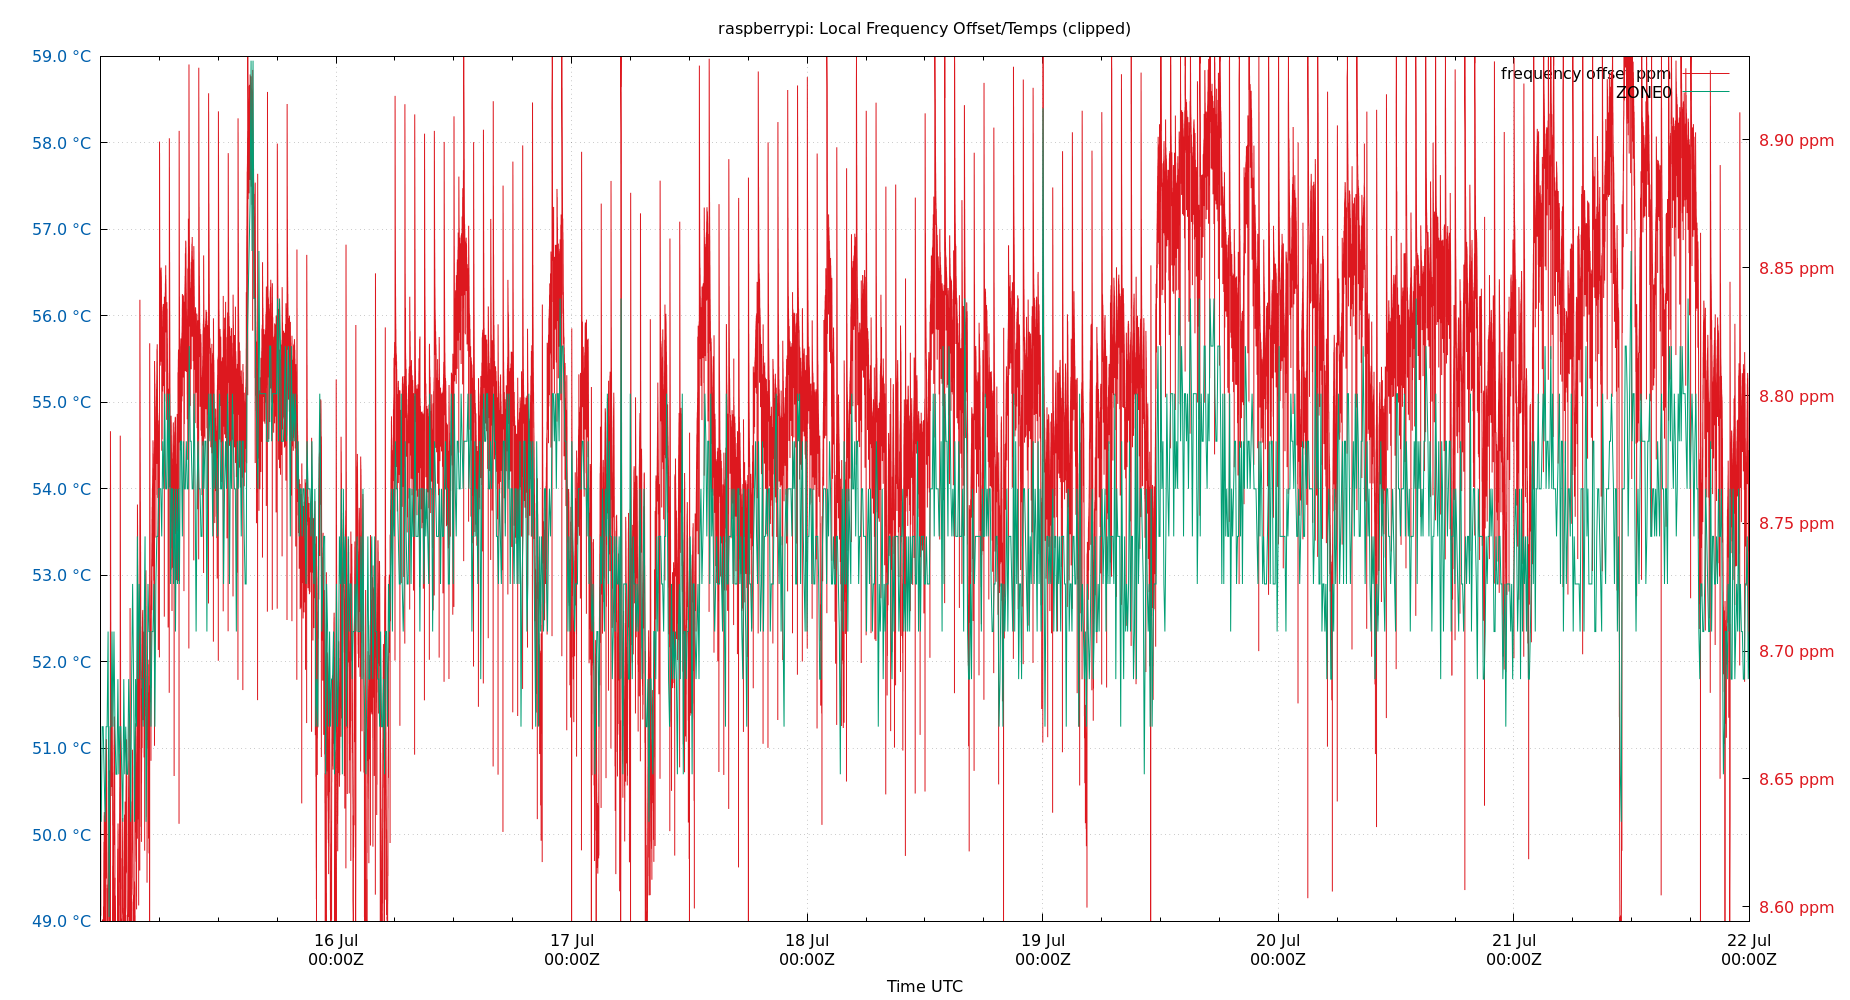 raspberrypi: Local Frequency Offset/Temps (clipped)
frequency offset ppm
ZONE0
59.0 °C
58.0 °C
57.0 °C
56.0 °C
55.0 °C
54.0 °C
53.0 °C
52.0 °C
51.0 °C
50.0 °C
49.0 °C
8.90 ppm
8.85 ppm
8.80 ppm
8.75 ppm
8.70 ppm
8.65 ppm
8.60 ppm
16 Jul
00:00Z
17 Jul
00:00Z
18 Jul
00:00Z
19 Jul
00:00Z
20 Jul
00:00Z
21 Jul
00:00Z
22 Jul
00:00Z
Time UTC